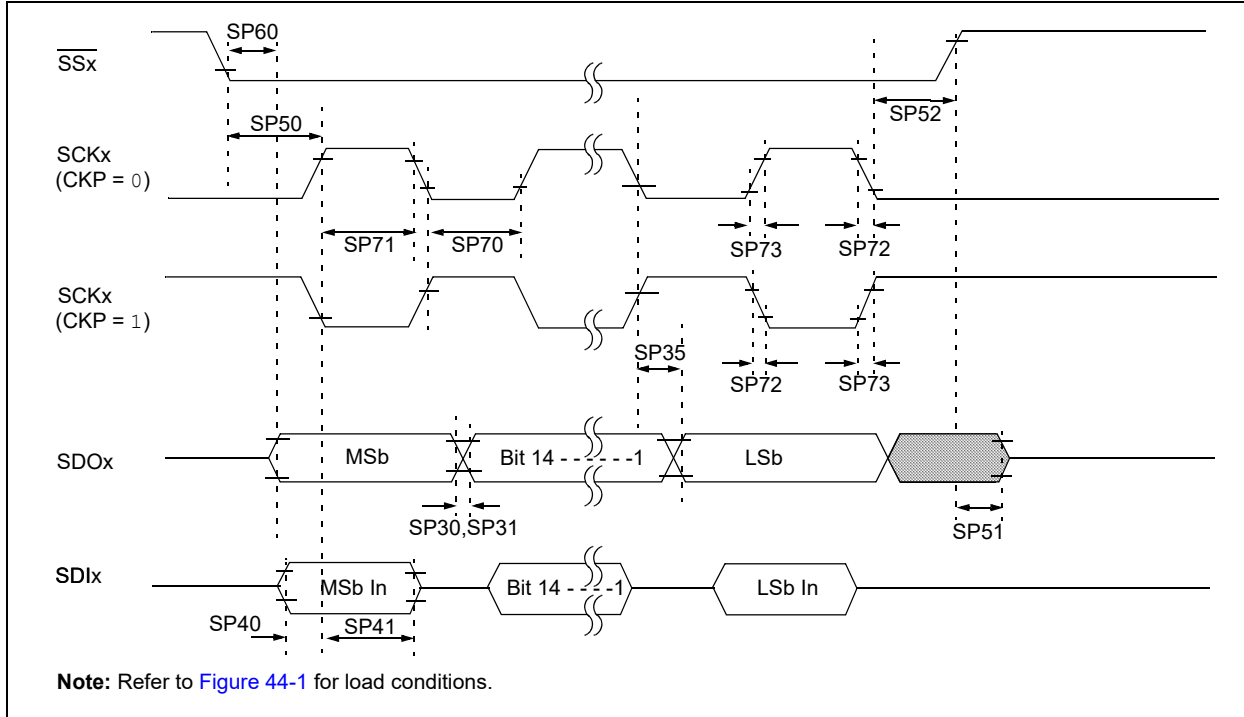 SP60
SSx
SP52
SP50
SCKx
(CKP = 0)
SP71
SP70
SP73
SP72
SCKx
(CKP = 1)
SP35
SP72
SP73
SDOx
MSb
Bit 14 - - - - - -1
LSb
SP30,SP31
SP51
SDIx
MSb In
Bit 14 - - - -1
LSb In
SP40
SP41
Note: Refer to Figure 44-1 for load conditions.